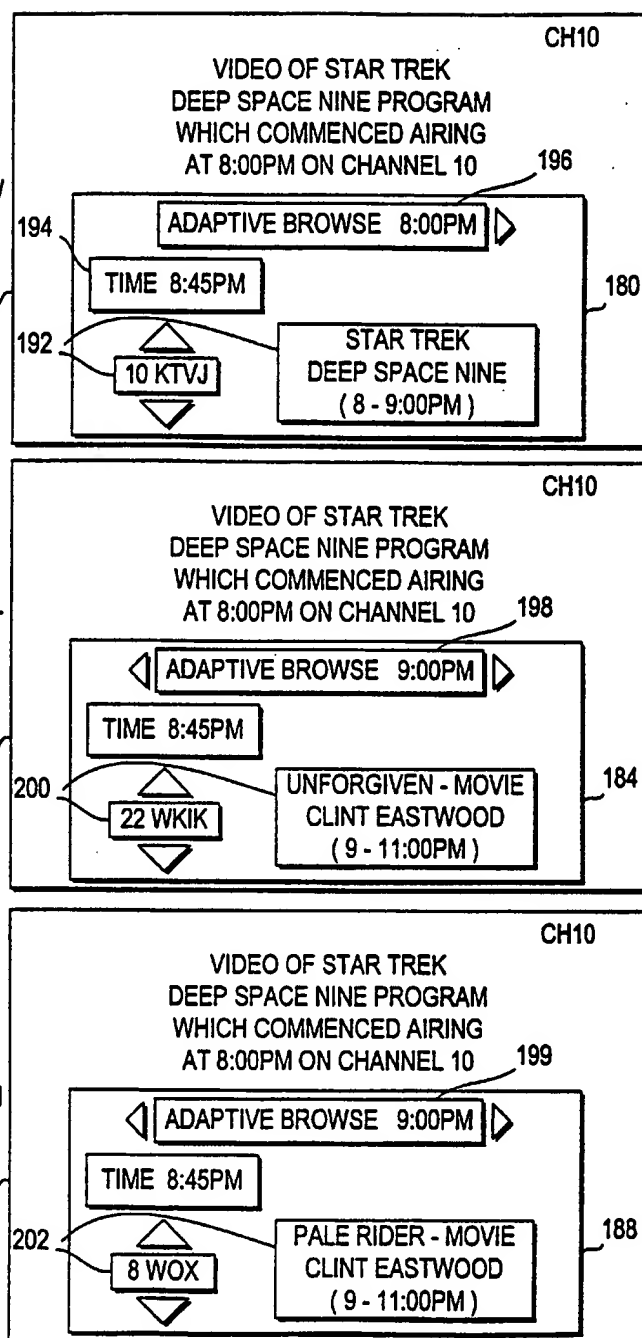 CH10
VIDEO OF STAR TREK
DEEP SPACE NINE PROGRAM
WHICH COMMENCED AIRING
AT 8:00PM ON CHANNEL 10
196
ADAPTIVE BROWSE 8:00PM
194
TIME 8:45PM
180
192
10 KTVJ
STAR TREK
DEEP SPACE NINE
( 8 - 9:00PM )
CH10
VIDEO OF STAR TREK
DEEP SPACE NINE PROGRAM
WHICH COMMENCED AIRING
AT 8:00PM ON CHANNEL 10
198
ADAPTIVE BROWSE 9:00PM
TIME 8:45PM
184
200
22 WKIK
UNFORGIVEN - MOVIE
CLINT EASTWOOD
( 9 - 11:00PM )
CH10
VIDEO OF STAR TREK
DEEP SPACE NINE PROGRAM
WHICH COMMENCED AIRING
AT 8:00PM ON CHANNEL 10
199
ADAPTIVE BROWSE 9:00PM
TIME 8:45PM
188
202
8 WOX
PALE RIDER - MOVIE
CLINT EASTWOOD
( 9 - 11:00PM )